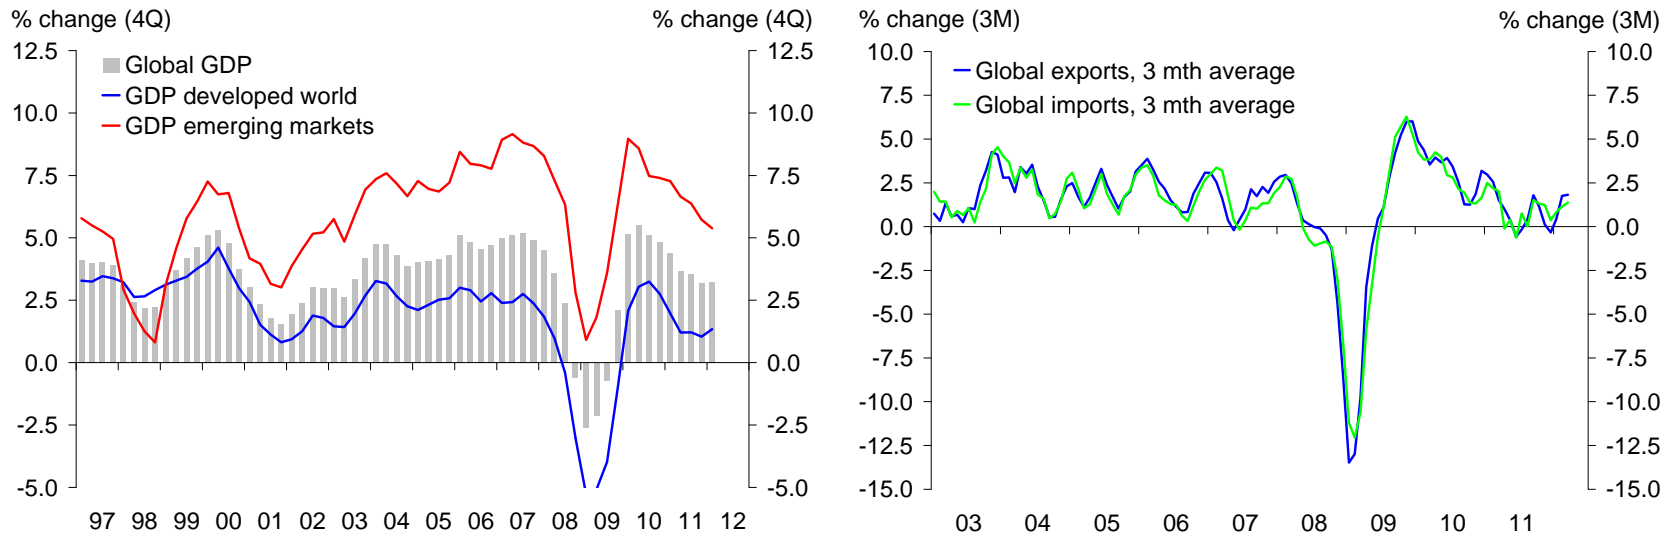 % change (4Q) % change (4Q)
12.5 12.5
Global GDP
GDP developed world
10.0 10.0
GDP emerging markets
7.5 7.5
5.0 5.0
2.5 2.5
0.0 0.0
-2.5 -2.5
-5.0 -5.0
97 98 99 00 01 02 03 04 05 06 07 08 09 10 11 12
% change (3M) % change (3M)
10.0 10.0
Global exports, 3 mth average
7.5 7.5
Global imports, 3 mth average
5.0 5.0
2.5 2.5
0.0 0.0
-2.5 -2.5
-5.0 -5.0
-7.5 -7.5
-10.0 -10.0
-12.5 -12.5
-15.0 -15.0
03 04 05 06 07 08 09 10 11